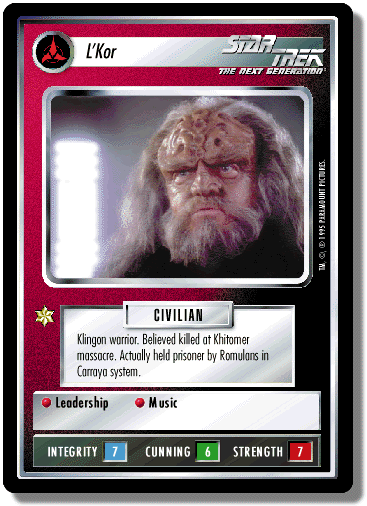 L'Kor
STAR TREK
THE NEXT GENERATION
TM, ©, ® 1995 PARAMOUNT PICTURES.
CIVILIAN
Klingon warrior. Believed killed at Khitomer
massacre. Actually held prisoner by Romulans in
Carraya system.
Leadership Music
INTEGRITY 7 CUNNING 6 STRENGTH 7